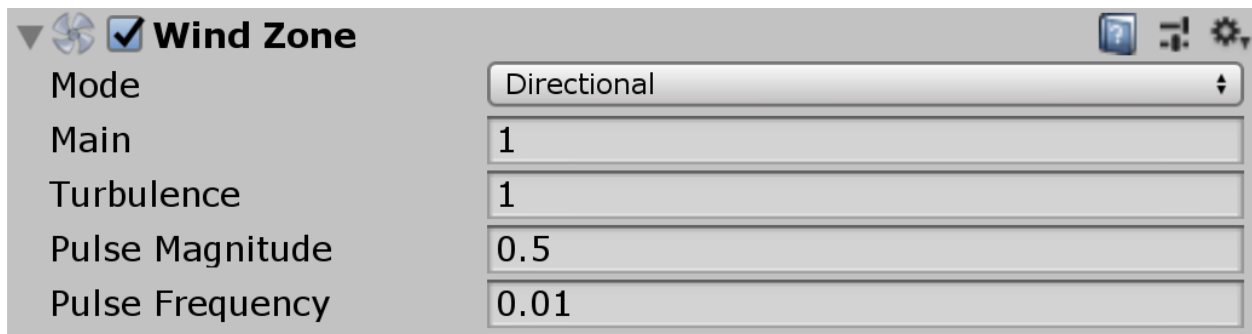 Wind Zone
Mode Directional
Main 1
Turbulence 1
Pulse Magnitude 0.5
Pulse Frequency 0.01